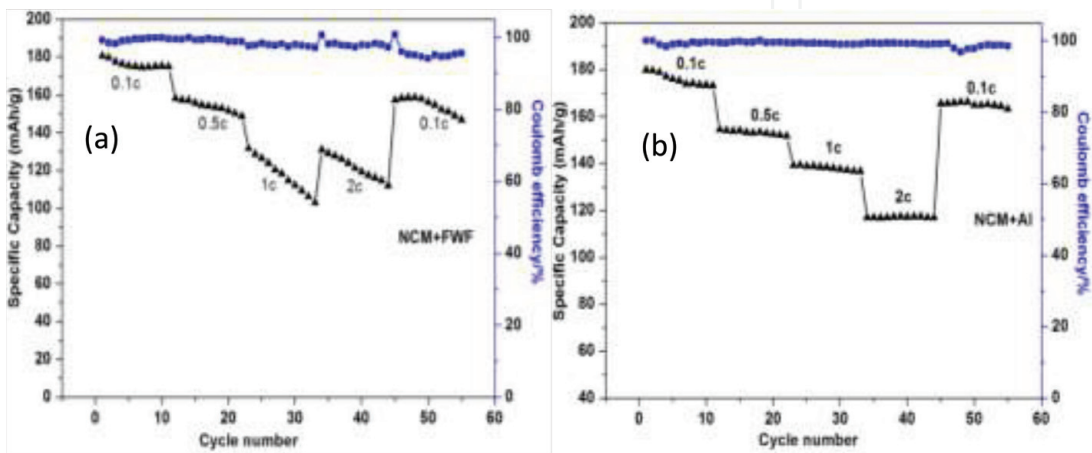 (a)
Specific Capacity (mAh/g)
200
180
160
140
120
100
80
60
40
20
0
0.1c
0.5c
1c
2c
0.1c
NCM+FWF
100
80
60
40
20
0
Coulomb efficiency/%
0 10 20 30 40 50 60
Cycle number
(b)
Specific Capacity (mAh/g)
200
180
160
140
120
100
80
60
40
0.1c
0.5c
1c
2c
0.1c
NCM+Al
100
80
60
40
20
0
Coulomb efficiency/%
0 10 20 30 40 50 60
Cycle number